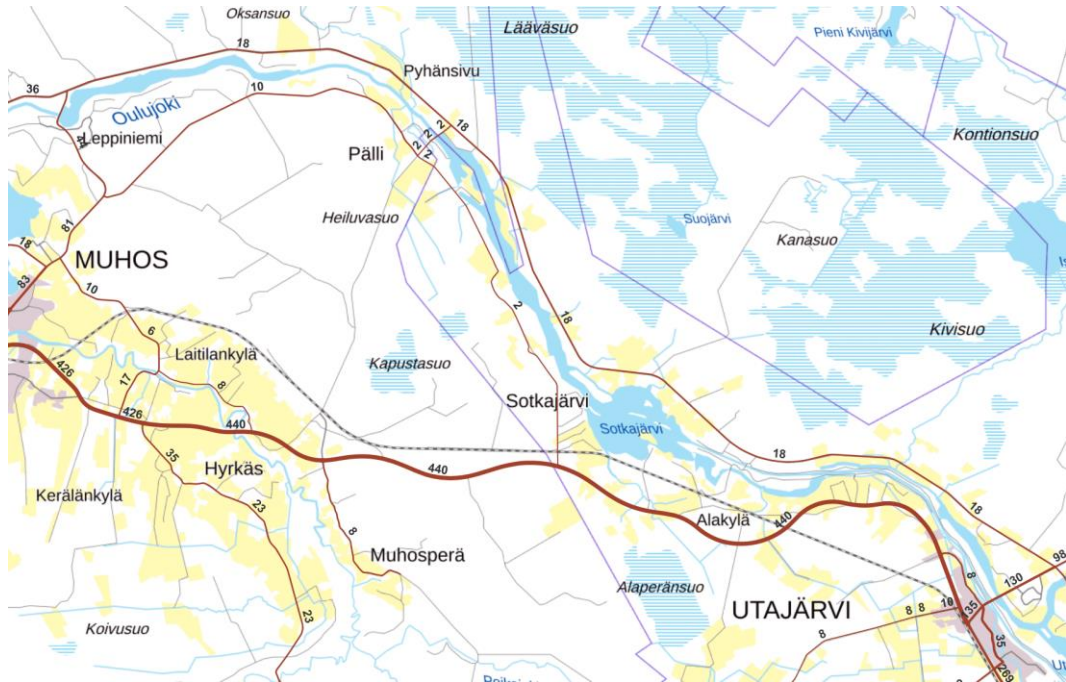 Oksansuo
Lääväsuo
Pieni Kivijärvi
18
Pyhänsivu
36
10
Oulujoki
Kontionsuo
Leppiniemi
2
2
18
2
2
Pälli
Heiluvasuo
Suojärvi
81
Kanasuo
18
MUHOS
83
10
2
18
Kivisuo
6
Laitilankylä
Kapustasuo
426
17
8
Sotkajärvi
426
440
Sotkajärvi
35
Hyrkäs
440
18
Kerälänkylä
23
Alakylä
440
18
8
Muhosperä
98
Alaperänsuo
UTAJÄRVI
8
130
8
8
10
35
Koivusuo
23
8
35
269